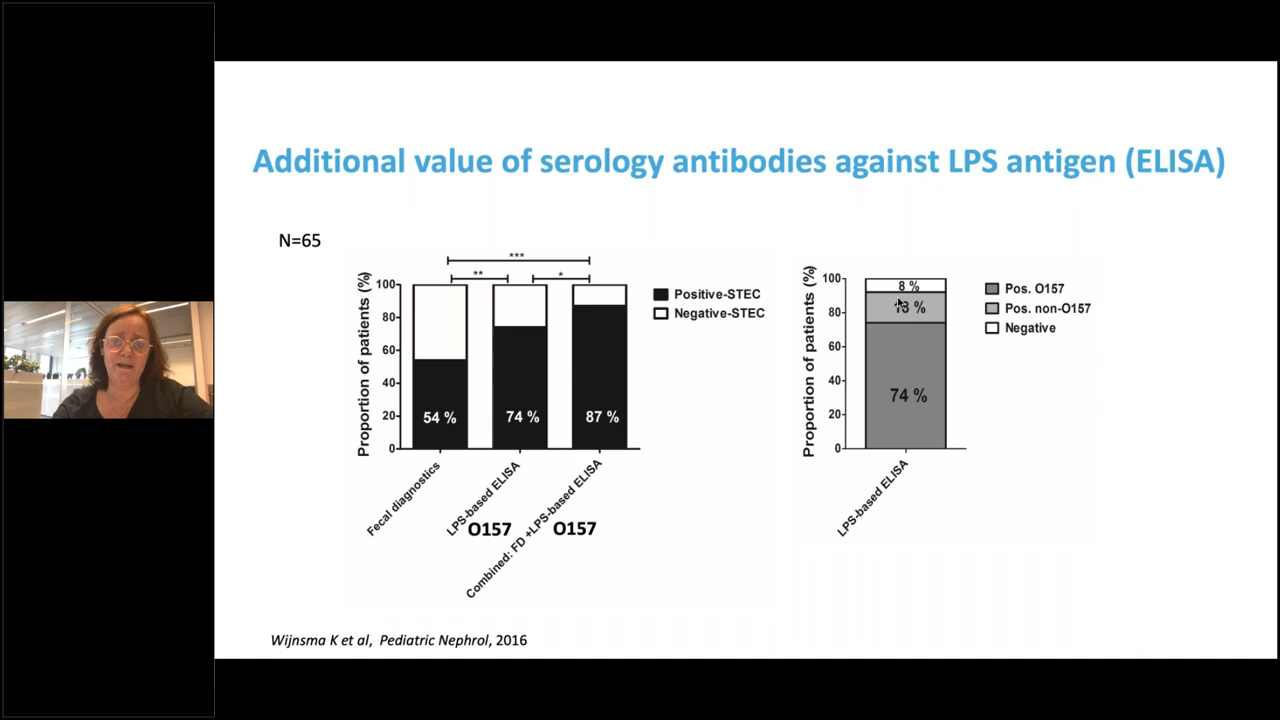 Additional value of serology antibodies against LPS antigen (ELISA)
N=65
***
**
*
Proportion of patients (%)
100
80
60
40
20
0
54 %
74 %
87 %
Fecal diagnostics
LPS-based ELISA
O157
Combined: FD +LPS-based ELISA
O157
Positive-STEC
Negative-STEC
Proportion of patients (%)
100
80
60
40
20
0
8 %
%
74 %
LPS-based ELISA
Pos. O157
Pos. non-O157
Negative
Wijnsma K et al, Pediatric Nephrol, 2016